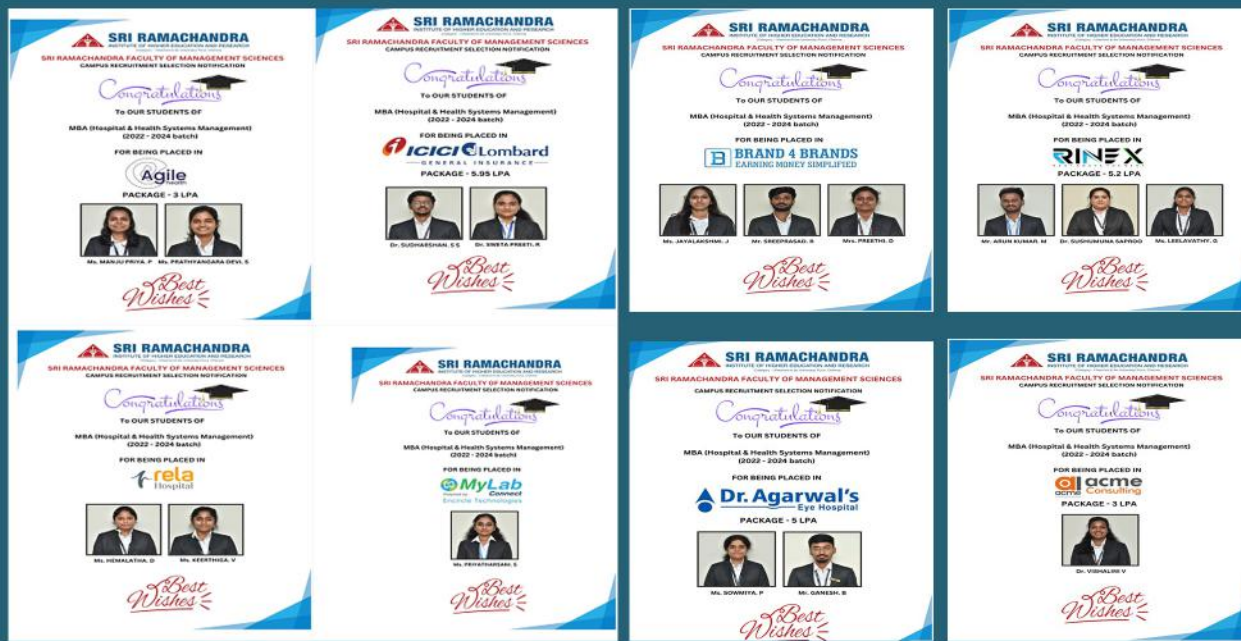 SRI RAMACHANDRA
INSTITUTE OF HIGHER EDUCATION AND RESEARCH
SRI RAMACHANDRA FACULTY OF MANAGEMENT SCIENCES
CAMPUS RECRUITMENT SELECTION NOTIFICATION
Congratulations
To OUR STUDENTS OF
MBA (Hospital & Health Systems Management)
(2022 - 2024 batch)
FOR BEING PLACED IN
Agile
health
PACKAGE - 3 LPA
Ms. MANJU PRIYA. P Ms. PRATHYANGARA DEVI. S
Best
Wishes
SRI RAMACHANDRA
INSTITUTE OF HIGHER EDUCATION AND RESEARCH
SRI RAMACHANDRA FACULTY OF MANAGEMENT SCIENCES
CAMPUS RECRUITMENT SELECTION NOTIFICATION
Congratulations
To OUR STUDENTS OF
MBA (Hospital & Health Systems Management)
(2022 - 2024 batch)
FOR BEING PLACED IN
ICICI Lombard
GENERAL INSURANCE
PACKAGE - 5.95 LPA
Dr. SUDHARSHAN. S S Dr. SWETA PREETI. R
Best
Wishes
SRI RAMACHANDRA
INSTITUTE OF HIGHER EDUCATION AND RESEARCH
SRI RAMACHANDRA FACULTY OF MANAGEMENT SCIENCES
CAMPUS RECRUITMENT SELECTION NOTIFICATION
Congratulations
To OUR STUDENTS OF
MBA (Hospital & Health Systems Management)
(2022 - 2024 batch)
FOR BEING PLACED IN
B BRAND 4 BRANDS
EARNING MONEY SIMPLIFIED
Ms. JAYALAKSHMI. J Mr. SREEPRASAD. R Mrs. PREETHI. D
Best
Wishes
SRI RAMACHANDRA
INSTITUTE OF HIGHER EDUCATION AND RESEARCH
SRI RAMACHANDRA FACULTY OF MANAGEMENT SCIENCES
CAMPUS RECRUITMENT SELECTION NOTIFICATION
Congratulations
To OUR STUDENTS OF
MBA (Hospital & Health Systems Management)
(2022 - 2024 batch)
FOR BEING PLACED IN
RINEX
PACKAGE - 5.2 LPA
Mr. ARUN KUMAR. M Dr. SUSHUMUNA SAPROO Ms. LEELAVATHY. G
Best
Wishes
SRI RAMACHANDRA
INSTITUTE OF HIGHER EDUCATION AND RESEARCH
SRI RAMACHANDRA FACULTY OF MANAGEMENT SCIENCES
CAMPUS RECRUITMENT SELECTION NOTIFICATION
Congratulations
To OUR STUDENTS OF
MBA (Hospital & Health Systems Management)
(2022 - 2024 batch)
FOR BEING PLACED IN
rela
Hospital
Ms. HEMALATHA. D Ms. KEERTHIGA. V
Best
Wishes
SRI RAMACHANDRA
INSTITUTE OF HIGHER EDUCATION AND RESEARCH
SRI RAMACHANDRA FACULTY OF MANAGEMENT SCIENCES
CAMPUS RECRUITMENT SELECTION NOTIFICATION
Congratulations
To OUR STUDENTS OF
MBA (Hospital & Health Systems Management)
(2022 - 2024 batch)
FOR BEING PLACED IN
MyLab
Connect
Encircle Technologies
Ms. PRIYATHARSANI. S
Best
Wishes
SRI RAMACHANDRA
INSTITUTE OF HIGHER EDUCATION AND RESEARCH
SRI RAMACHANDRA FACULTY OF MANAGEMENT SCIENCES
CAMPUS RECRUITMENT SELECTION NOTIFICATION
Congratulations
To OUR STUDENTS OF
MBA (Hospital & Health Systems Management)
(2022 - 2024 batch)
FOR BEING PLACED IN
Dr. Agarwal's
Eye Hospital
PACKAGE - 5 LPA
Ms. SOWMIYA. P Mr. GANESH. B
Best
Wishes
SRI RAMACHANDRA
INSTITUTE OF HIGHER EDUCATION AND RESEARCH
SRI RAMACHANDRA FACULTY OF MANAGEMENT SCIENCES
CAMPUS RECRUITMENT SELECTION NOTIFICATION
Congratulations
To OUR STUDENTS OF
MBA (Hospital & Health Systems Management)
(2022 - 2024 batch)
FOR BEING PLACED IN
acme acme
Consulting
PACKAGE - 3 LPA
Dr. VISHALINI V
Best
Wishes